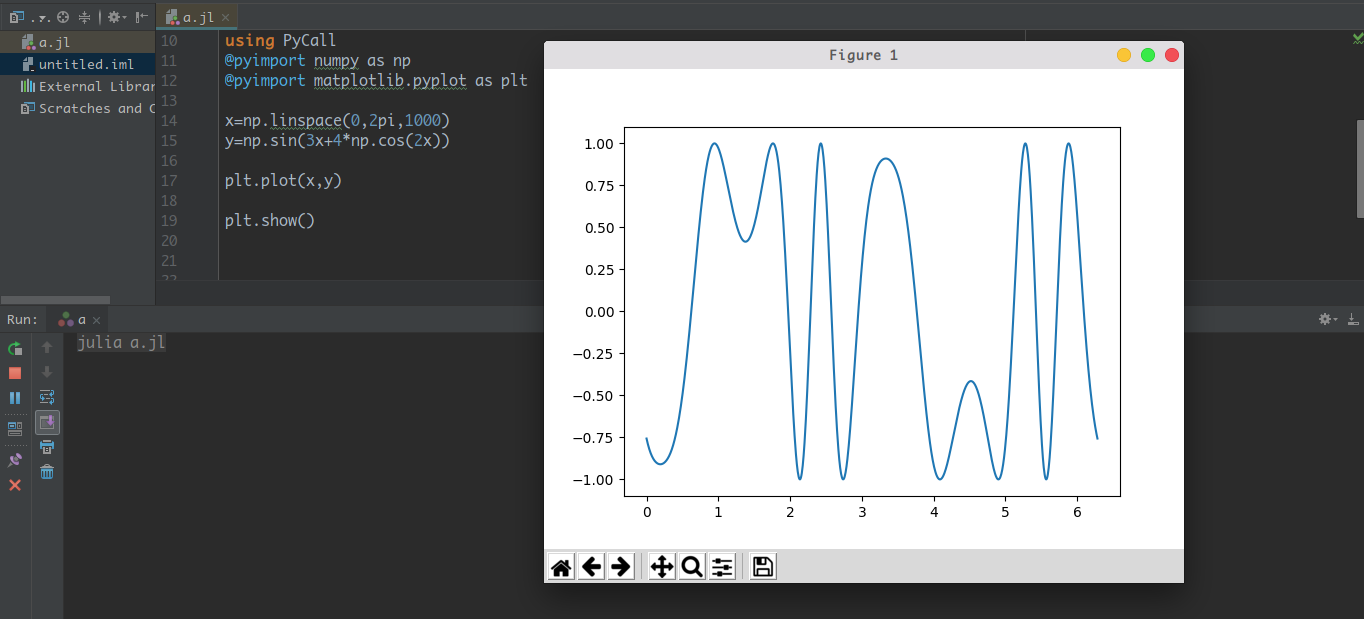 a.jl
a.jl
untitled.iml
External Librar
Scratches and C
10 using PyCall
11 @pyimport numpy as np
12 @pyimport matplotlib.pyplot as plt
13
14 x=np.linspace(0,2pi,1000)
15 y=np.sin(3x+4*np.cos(2x))
16
17 plt.plot(x,y)
18
19 plt.show()
20
21
22
Figure 1
1.00
0.75
0.50
0.25
0.00
−0.25
−0.50
−0.75
−1.00
0 1 2 3 4 5 6
Run: a
julia a.jl